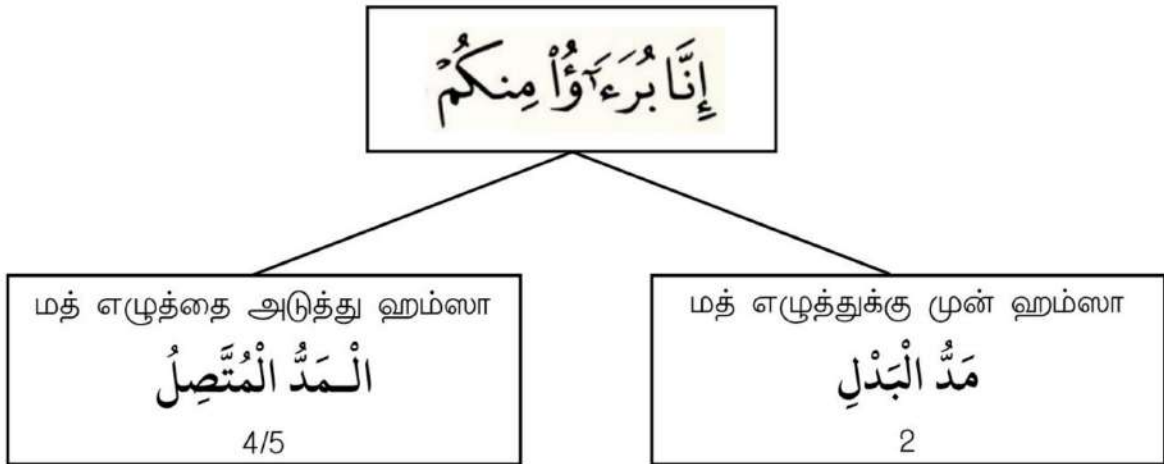 إِنَّا بُرَءَٰٓؤُا۟ مِنكُمْ
மத் எழுத்தை அடுத்து ஹம்ஸா
الْـمَدُّ الْمُتَّصِلُ
4/5
மத் எழுத்துக்கு முன் ஹம்ஸா
مَدُّ الْبَدْلِ
2